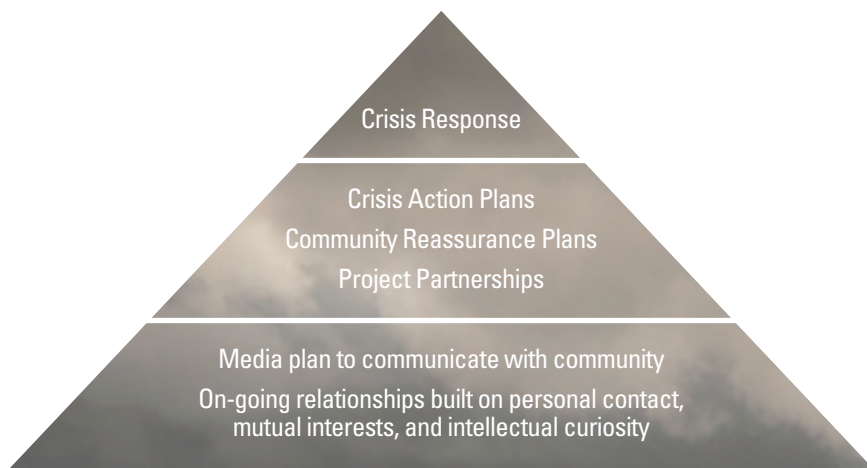 Crisis Response
Crisis Action Plans
Community Reassurance Plans
Project Partnerships
Media plan to communicate with community
On-going relationships built on personal contact,
mutual interests, and intellectual curiosity